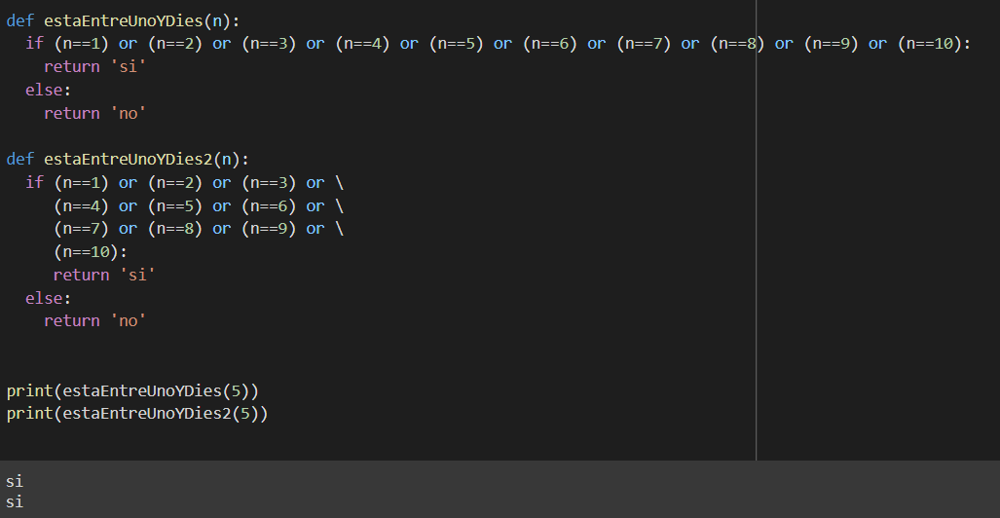 def estaEntreUnoYDies(n):
  if (n==1) or (n==2) or (n==3) or (n==4) or (n==5) or (n==6) or (n==7) or (n==8) or (n==9) or (n==10):
    return 'si'
  else:
    return 'no'

def estaEntreUnoYDies2(n):
  if (n==1) or (n==2) or (n==3) or \
     (n==4) or (n==5) or (n==6) or \
     (n==7) or (n==8) or (n==9) or \
     (n==10):
     return 'si'
  else:
    return 'no'

print(estaEntreUnoYDies(5))
print(estaEntreUnoYDies2(5))

si
si